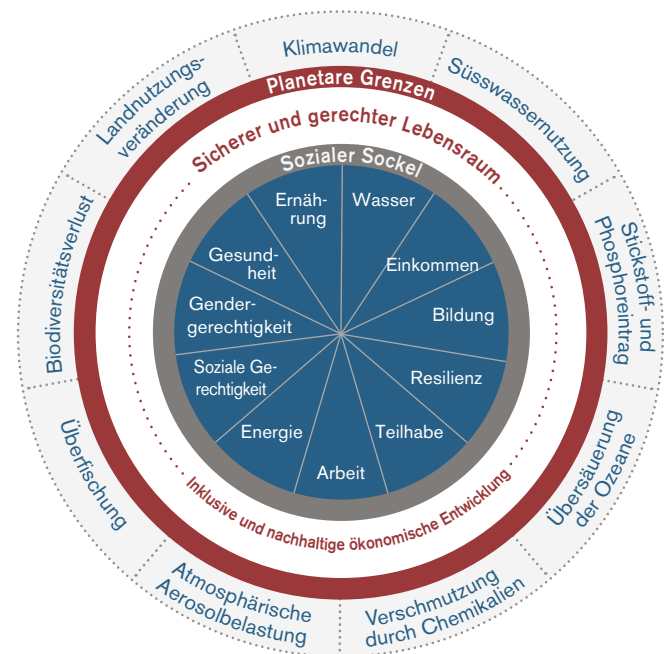 Klimawandel
Süsswassernutzung
Stickstoff- und
Phosphoreintrag
Übersäuerung
der Ozeane
Verschmutzung
durch Chemikalien
Atmosphärische
Aerosolbelastung
Überfischung
Biodiversitätsverlust
Landnutzungs-
veränderung
Planetare Grenzen
Sicherer und gerechter Lebensraum
Sozialer Sockel
Wasser
Einkommen
Bildung
Resilienz
Teilhabe
Arbeit
Energie
Soziale Ge-
rechtigkeit
Gender-
gerechtigkeit
Gesund-
heit
Ernäh-
rung
Inklusive und nachhaltige ökonomische Entwicklung